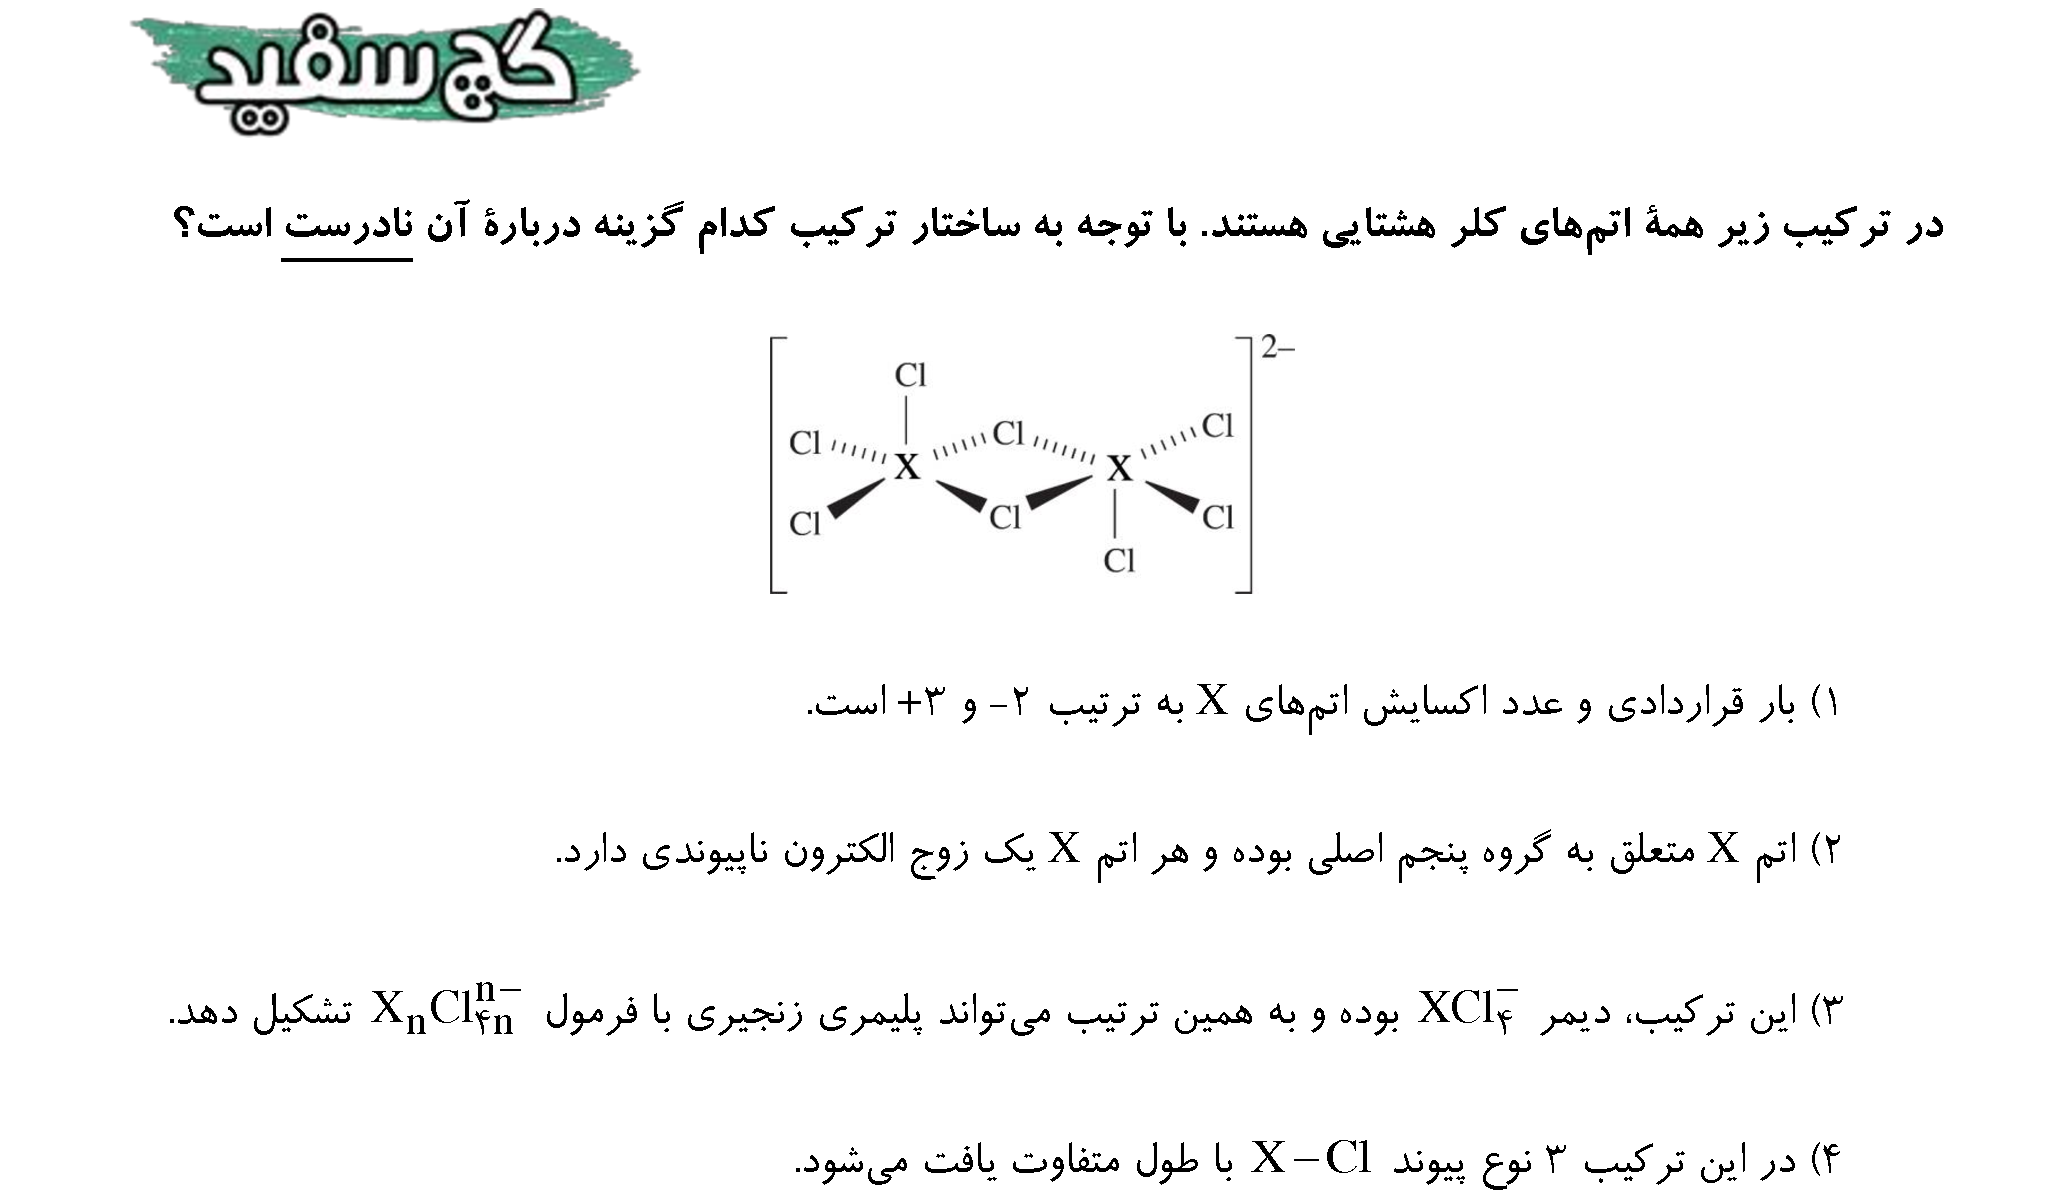 گچ سفید
در ترکیب زیر همهٔ اتم‌های کلر هشتایی هستند. با توجه به ساختار ترکیب کدام گزینه دربارهٔ آن نادرست است؟
2–
Cl
Cl Cl Cl
X X
Cl Cl Cl
Cl
۱) بار قراردادی و عدد اکسایش اتم‌های X به ترتیب ۲− و ۳+ است.
۲) اتم X متعلق به گروه پنجم اصلی بوده و هر اتم X یک زوج الکترون ناپیوندی دارد.
۳) این ترکیب، دیمر XCl₄⁻ بوده و به همین ترتیب می‌تواند پلیمری زنجیری با فرمول XₙCl₄ₙⁿ⁻ تشکیل دهد.
۴) در این ترکیب ۳ نوع پیوند X−Cl با طول متفاوت یافت می‌شود.